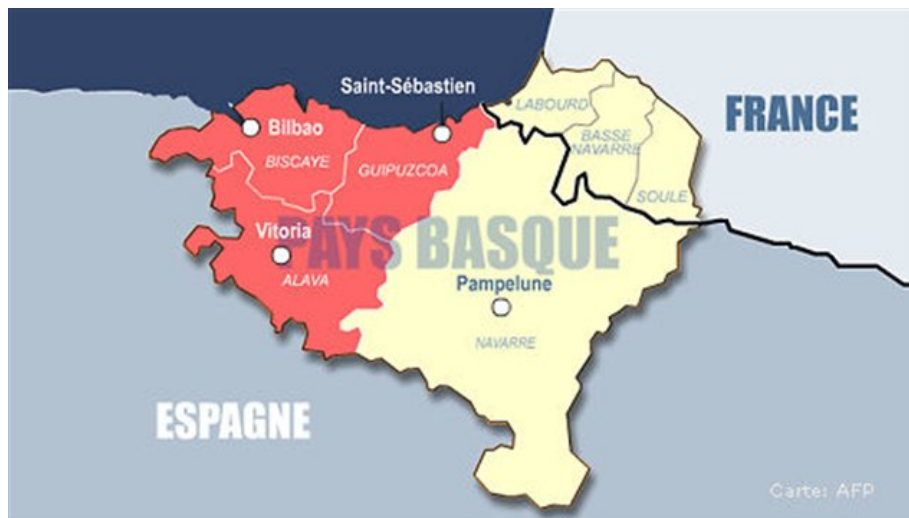 Saint-Sébastien
LABOURD
FRANCE
Bilbao
BASSE
NAVARRE
BISCAYE
GUIPUZCOA
SOULE
Vitoria
PAYS BASQUE
ALAVA
Pampelune
NAVARRE
ESPAGNE
Carte: AFP